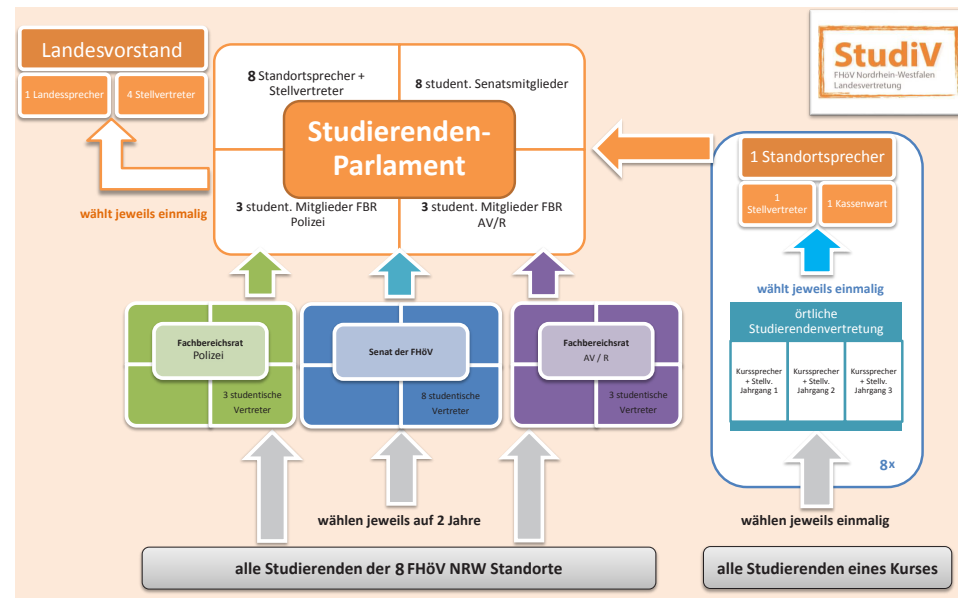 Landesvorstand
1 Landessprecher
4 Stellvertreter
wählt jeweils einmalig
8 Standortsprecher +
Stellvertreter
8 student. Senatsmitglieder
Studierenden-
Parlament
3 student. Mitglieder FBR
Polizei
3 student. Mitglieder FBR
AV/R
StudiV
FHöV Nordrhein-Westfalen
Landesvertretung
1 Standortsprecher
1
Stellvertreter
1 Kassenwart
wählt jeweils einmalig
örtliche
Studierendenvertretung
Kurssprecher
+ Stellv.
Jahrgang 1
Kurssprecher
+ Stellv.
Jahrgang 2
Kurssprecher
+ Stellv.
Jahrgang 3
8x
Fachbereichsrat
Polizei
3 studentische
Vertreter
Senat der FHöV
8 studentische
Vertreter
Fachbereichsrat
AV / R
3 studentische
Vertreter
wählen jeweils auf 2 Jahre
wählen jeweils einmalig
alle Studierenden der 8 FHöV NRW Standorte
alle Studierenden eines Kurses